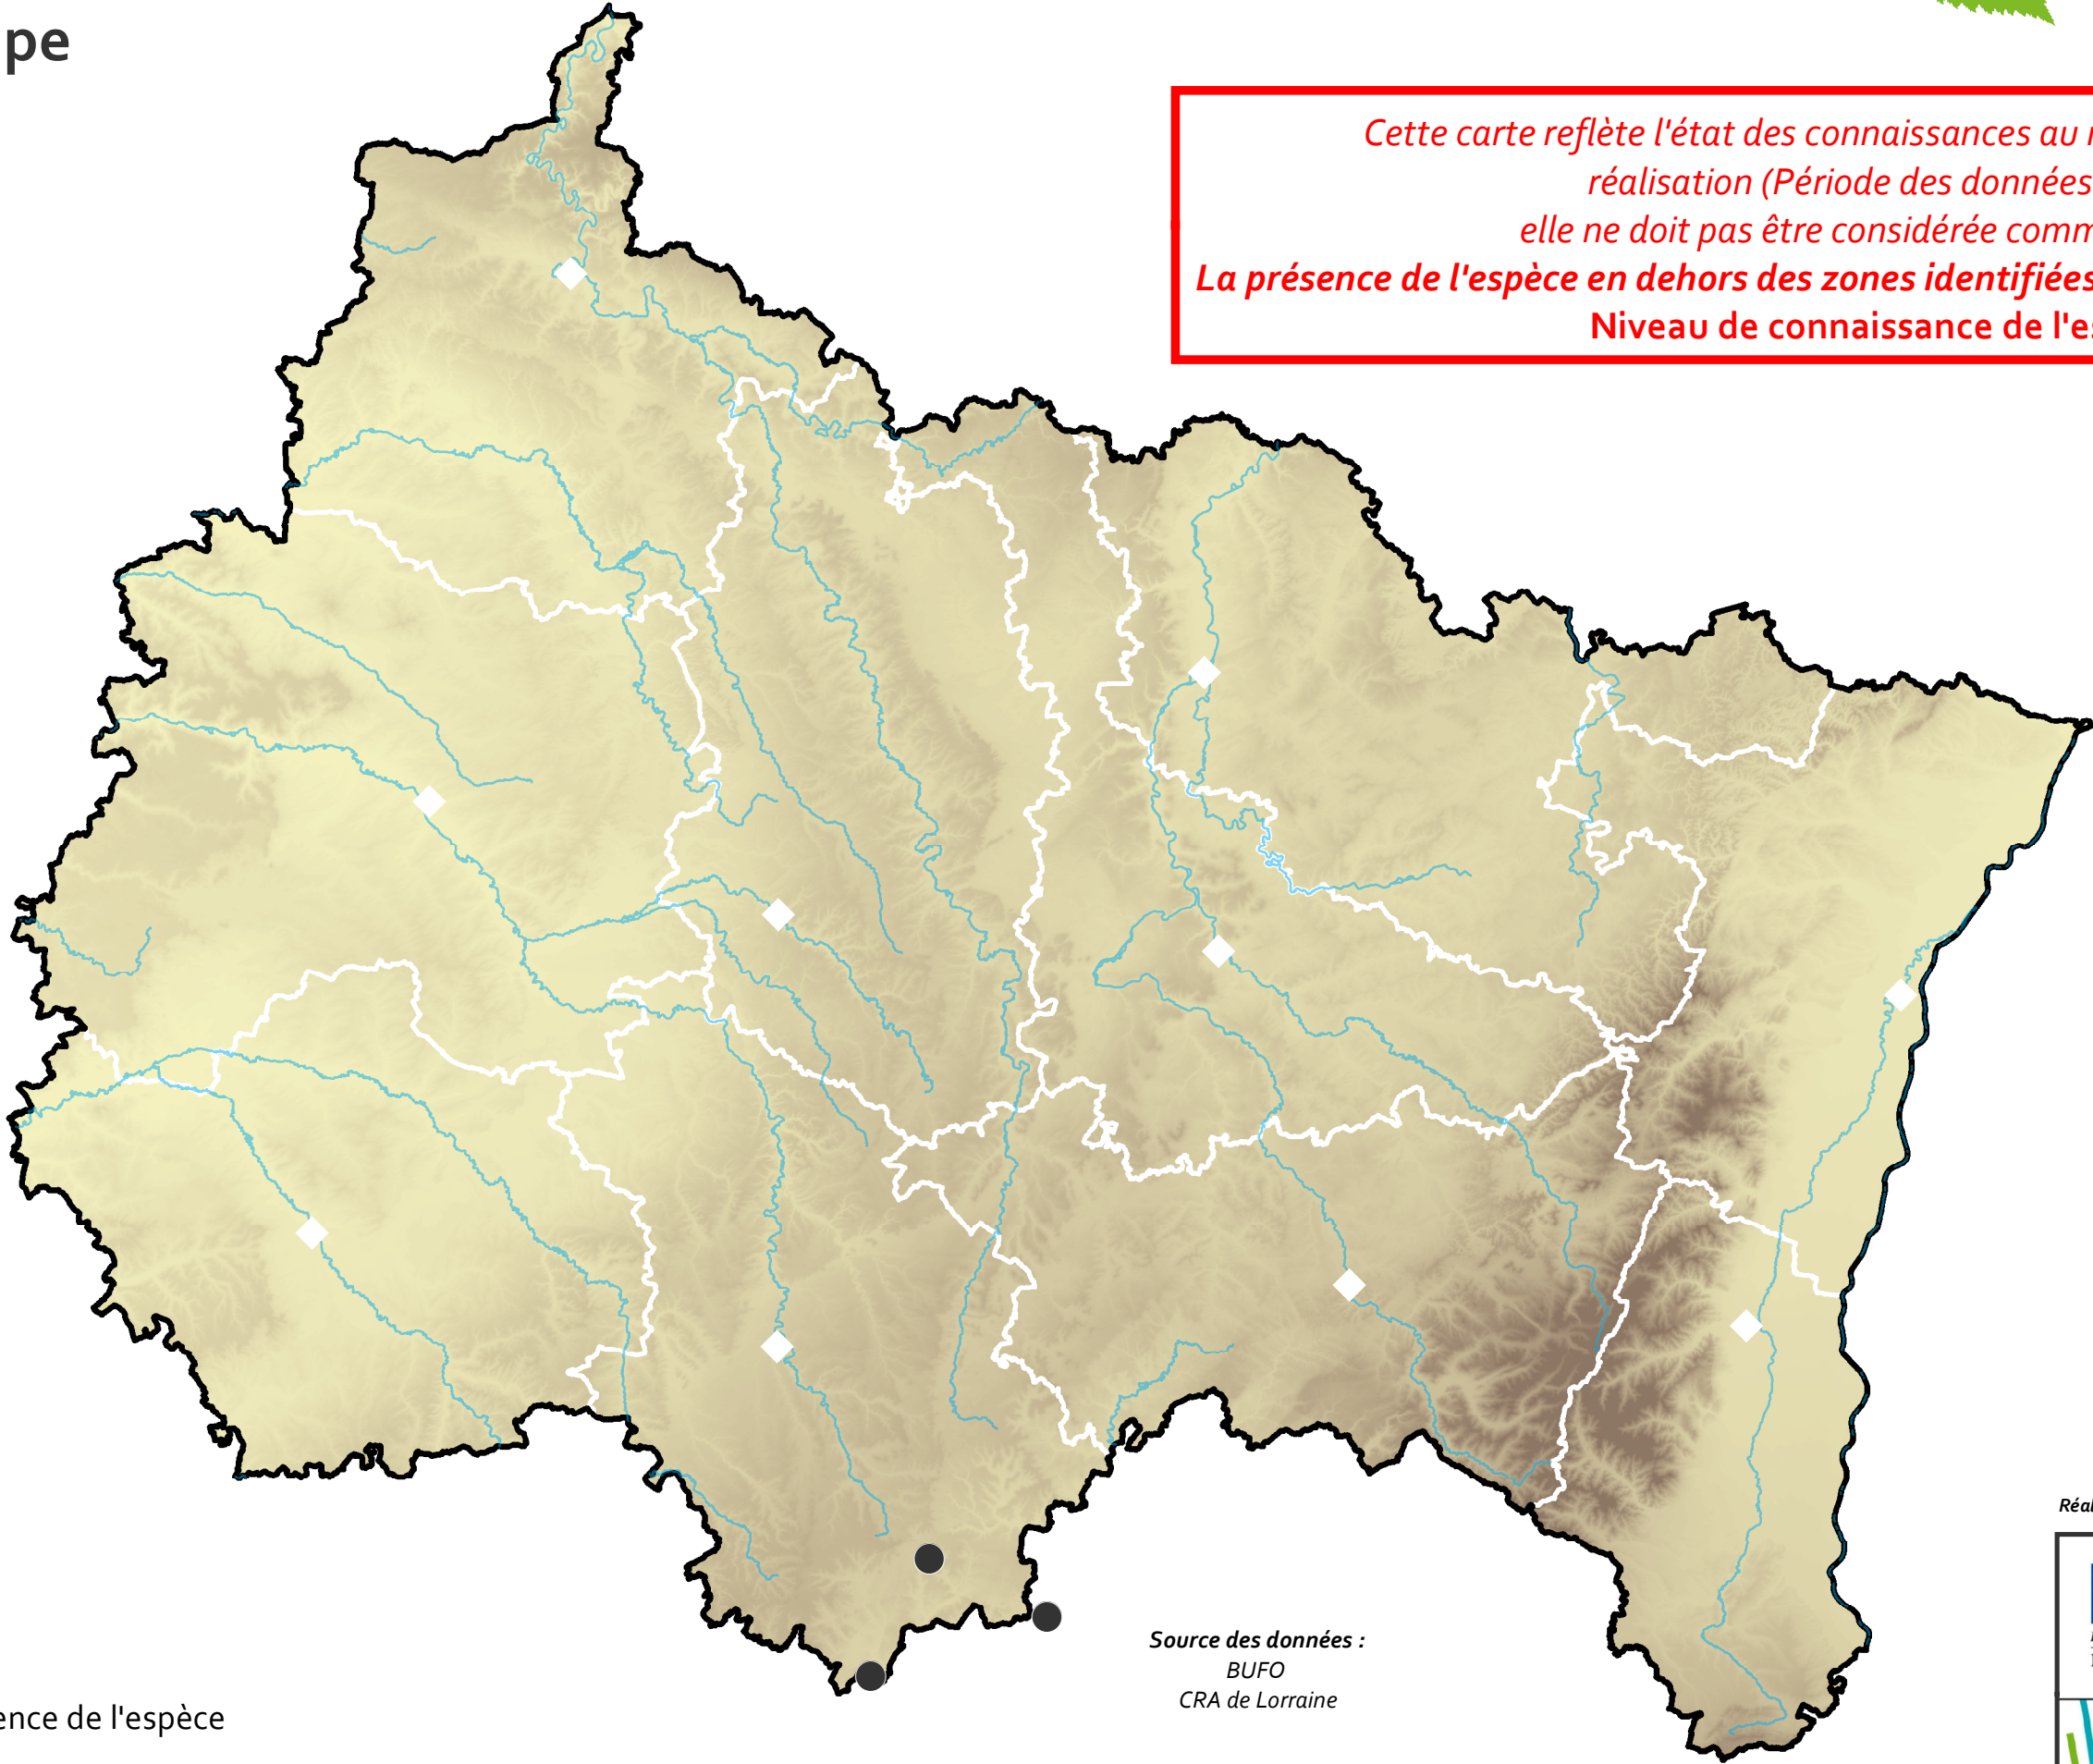 pe
Cette carte reflète l'état des connaissances au
réalisation (Période des données
elle ne doit pas être considérée comm
La présence de l'espèce en dehors des zones identifiées
Niveau de connaissance de l'es
Réal
Source des données :
BUFO
CRA de Lorraine
ence de l'espèce